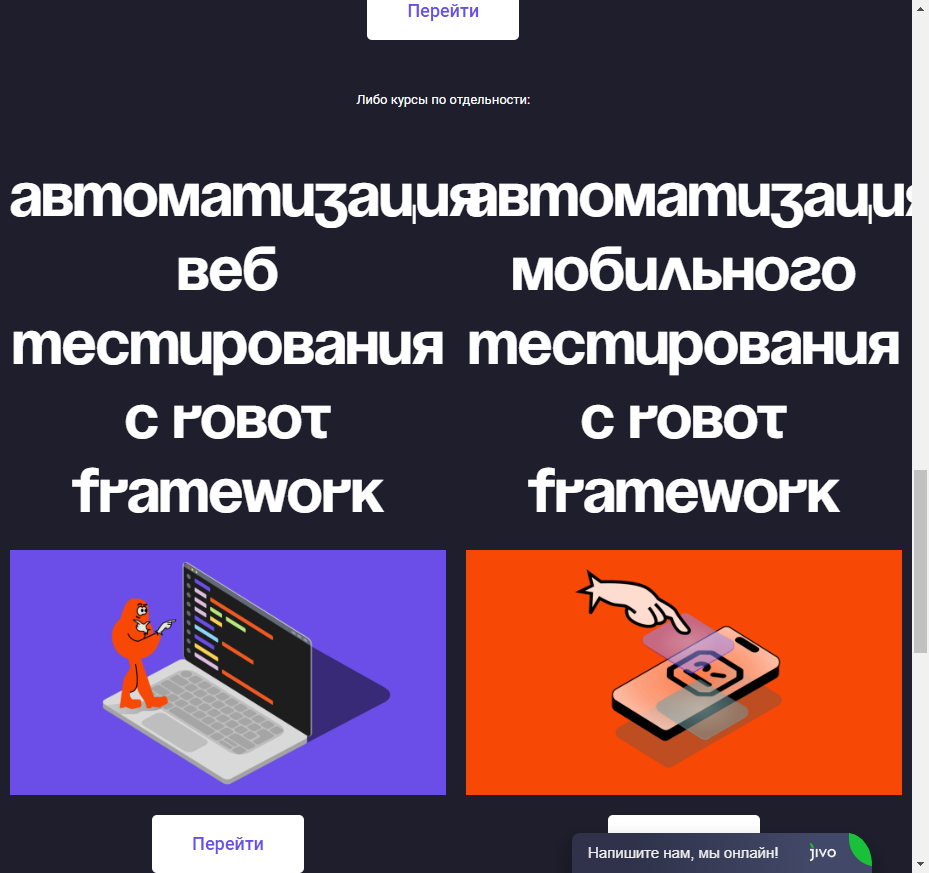 Перейти
Либо курсы по отдельности:
автоматизация
веб
тестирования
с robot
framework
автоматизация
мобильного
тестирования
с robot
framework
Перейти
Напишите нам, мы онлайн! jivo